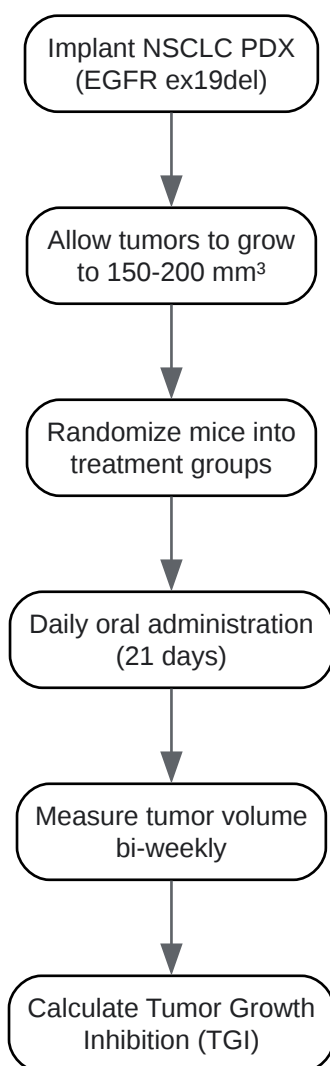 Implant NSCLC PDX
(EGFR ex19del)
Allow tumors to grow
to 150-200 mm³
Randomize mice into
treatment groups
Daily oral administration
(21 days)
Measure tumor volume
bi-weekly
Calculate Tumor Growth
Inhibition (TGI)